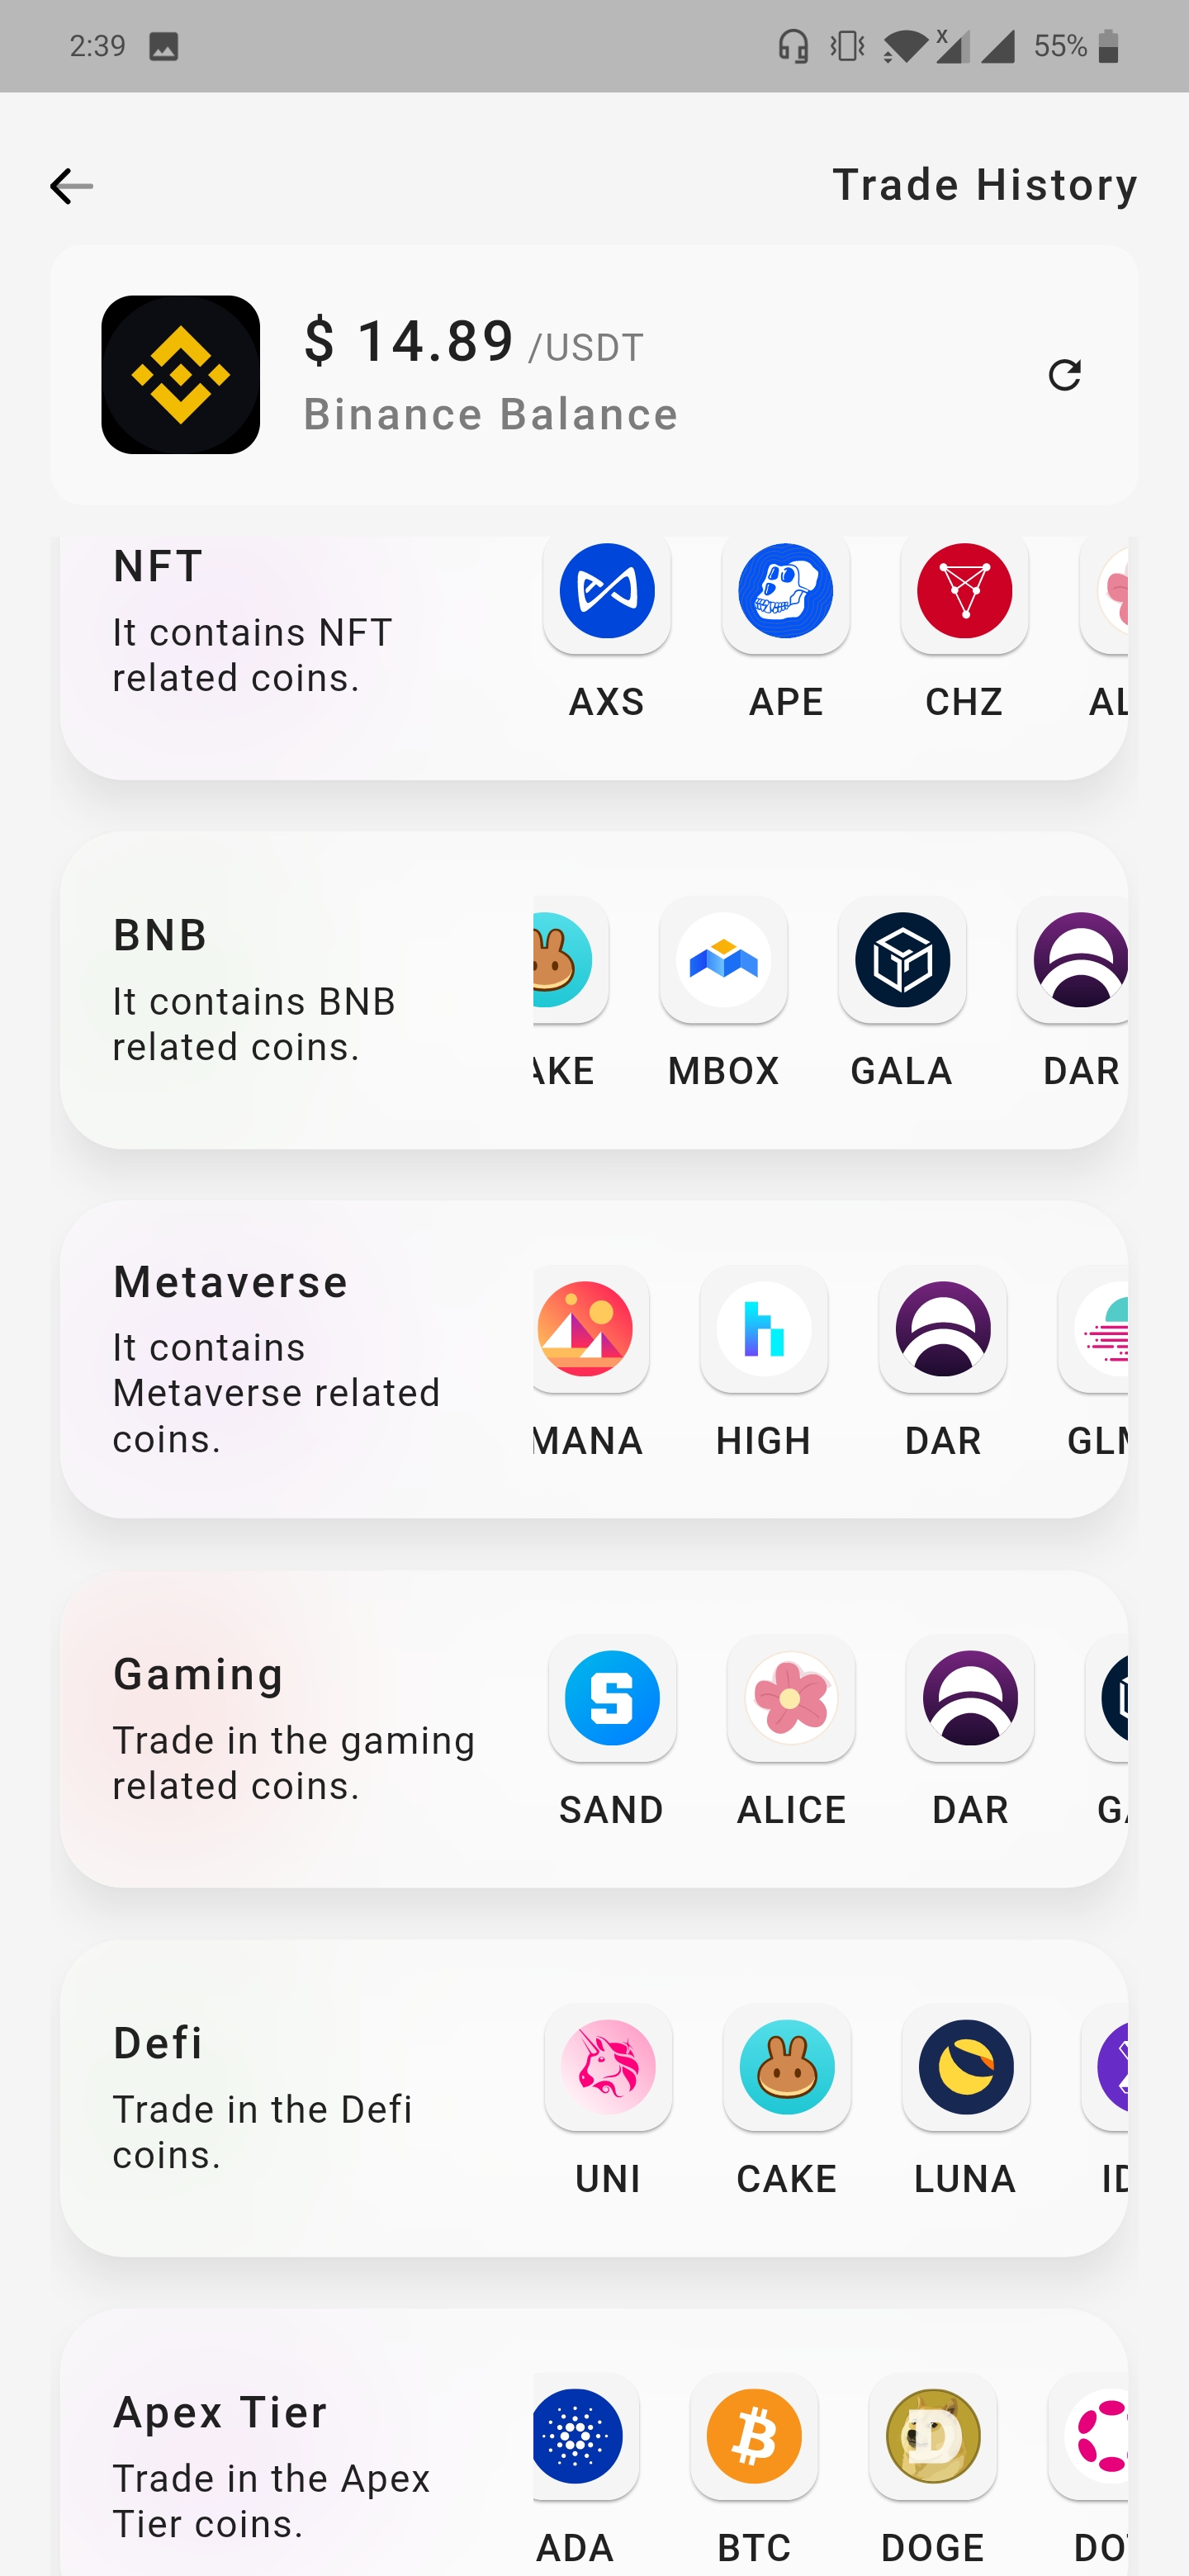 2:39
x
55%
Trade History
$ 14.89 /USDT
Binance Balance
NFT
It contains NFT
related coins.
AXS
APE
CHZ
AL
BNB
It contains BNB
related coins.
AKE
MBOX
GALA
DAR
Metaverse
It contains
Metaverse related
coins.
MANA
HIGH
DAR
GLM
Gaming
Trade in the gaming
related coins.
SAND
ALICE
DAR
GA
Defi
Trade in the Defi
coins.
UNI
CAKE
LUNA
ID
Apex Tier
Trade in the Apex
Tier coins.
ADA
BTC
DOGE
DOT